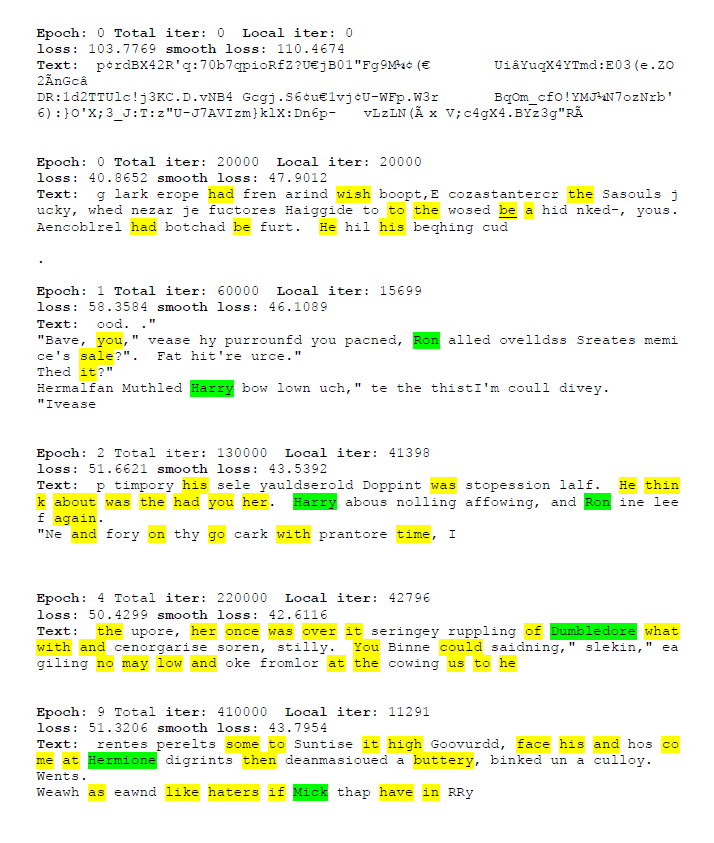 Epoch: 0 Total iter: 0  Local iter: 0
loss: 103.7769 smooth loss: 110.4674
Text:  p¢rdBX42R'q:70b7qpioRfZ?U€jB01"Fg9M¼¢(€        UiâYuqX4YTmd:E03(e.ZO
2ÃnGcâ
DR:1d2TTUlc!j3KC.D.vNB4 Gcgj.S6¢u€1vj¢U-WFp.W3r       BqOm_cfO!YMJ¼N7ozNrb'
6):}O'X;3_J:T:z"U-J7AVIzm}klX:Dn6p-   vLzLN(Ã x V;c4gX4.BYz3g"RÃ
Epoch: 0 Total iter: 20000  Local iter: 20000
loss: 40.8652 smooth loss: 47.9012
Text:  g lark erope had fren arind wish boopt,E cozastantercr the Sasouls j
ucky, whed nezar je fuctores Haiggide to to the wosed be a hid nked-, yous.
Aencoblrel had botchad be furt.  He hil his beqhing cud
.
Epoch: 1 Total iter: 60000  Local iter: 15699
loss: 58.3584 smooth loss: 46.1089
Text:  ood. ."
"Bave, you," vease hy purrounfd you pacned, Ron alled ovelldss Sreates memi
ce's sale?".  Fat hit're urce."
Thed it?"
Hermalfan Muthled Harry bow lown uch," te the thistI'm coull divey.
"Ivease
Epoch: 2 Total iter: 130000  Local iter: 41398
loss: 51.6621 smooth loss: 43.5392
Text:  p timpory his sele yauldserold Doppint was stopession lalf.  He thin
k about was the had you her.  Harry abous nolling affowing, and Ron ine lee
f again.
"Ne and fory on thy go cark with prantore time, I
Epoch: 4 Total iter: 220000  Local iter: 42796
loss: 50.4299 smooth loss: 42.6116
Text:  the upore, her once was over it seringey ruppling of Dumbledore what
with and cenorgarise soren, stilly.  You Binne could saidning," slekin," ea
giling no may low and oke fromlor at the cowing us to he
Epoch: 9 Total iter: 410000  Local iter: 11291
loss: 51.3206 smooth loss: 43.7954
Text:  rentes perelts some to Suntise it high Goovurdd, face his and hos co
me at Hermione digrints then deanmasioued a buttery, binked un a culloy.
Wents.
Weawh as eawnd like haters if Mick thap have in RRy